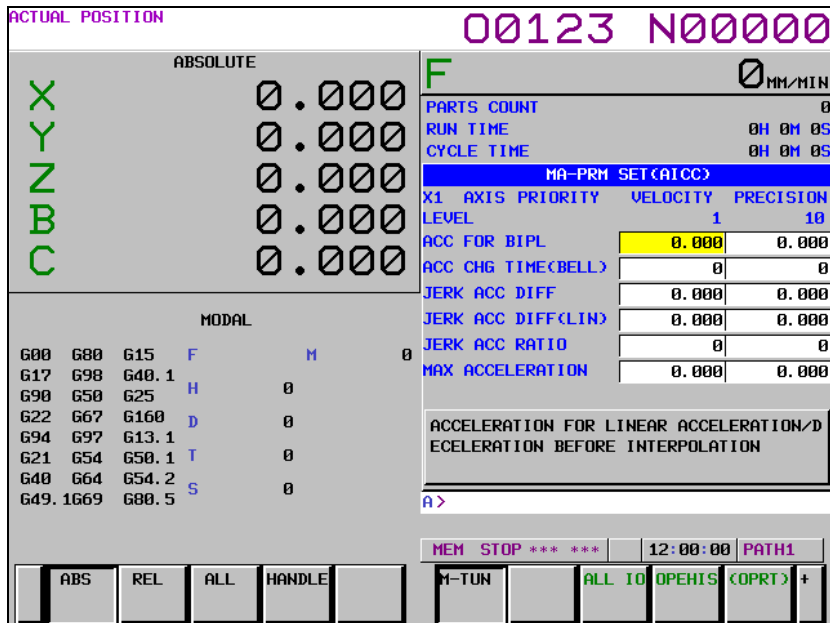 ACTUAL POSITION
O0123 N00000
ABSOLUTE
X 0.000
Y 0.000
Z 0.000
B 0.000
C 0.000
F 0 MM/MIN
PARTS COUNT 0
RUN TIME 0H 0M 0S
CYCLE TIME 0H 0M 0S
MA-PRM SET(AICC)
X1 AXIS PRIORITY VELOCITY PRECISION
LEVEL 1 10
ACC FOR BIPL 0.000 0.000
ACC CHG TIME(BELL) 0 0
JERK ACC DIFF 0.000 0.000
JERK ACC DIFF(LIN) 0.000 0.000
JERK ACC RATIO 0 0
MAX ACCELERATION 0.000 0.000
ACCELERATION FOR LINEAR ACCELERATION/D
ECELERATION BEFORE INTERPOLATION
MODAL
G00 G80 G15 F M 0
G17 G98 G40.1
G90 G50 G25 H 0
G22 G67 G160 D 0
G94 G97 G13.1
G21 G54 G50.1 T 0
G40 G64 G54.2 S 0
G49.1G69 G80.5
A>
MEM STOP *** *** 12:00:00 PATH1
ABS REL ALL HANDLE M-TUN ALL IO OPEHIS (OPRT) +